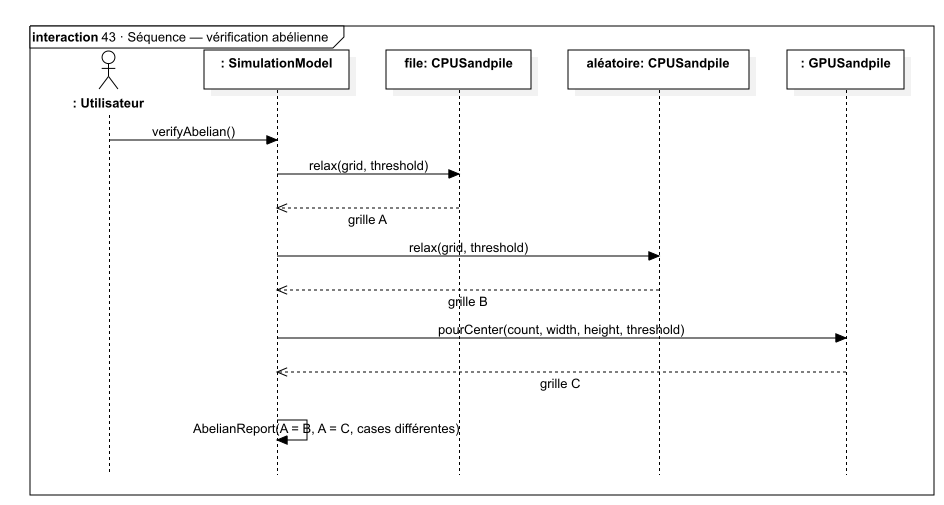 interaction 43 · Séquence — vérification abélienne
: Utilisateur
: SimulationModel
file: CPUSandpile
aléatoire: CPUSandpile
: GPUSandpile
verifyAbelian()
relax(grid, threshold)
grille A
relax(grid, threshold)
grille B
pourCenter(count, width, height, threshold)
grille C
AbelianReport(A = B, A = C, cases différentes)